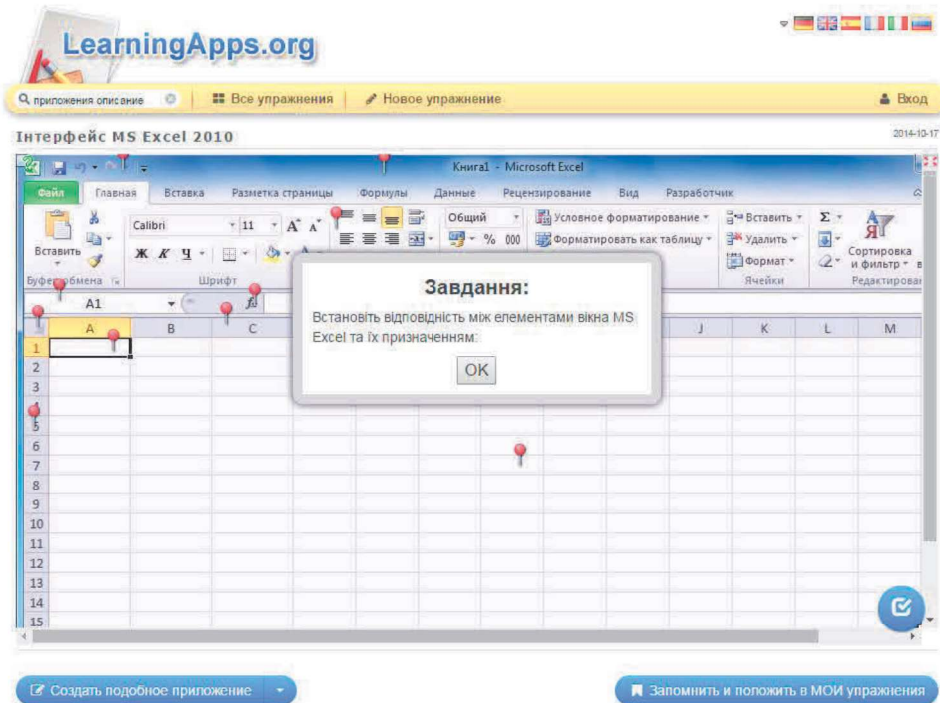 LearningApps.org
приложения описание
Все упражнения
Новое упражнение
Вход
Інтерфейс MS Excel 2010
2014-10-17
Книга1 - Microsoft Excel
Файл Главная Вставка Разметка страницы Формулы Данные Рецензирование Вид Разработчик
Calibri 11 Общий Условное форматирование Вставить Σ
% 000 Форматировать как таблицу Удалить
Вставить Ж К Ч Формат Сортировка
и фильтр
Буфер обмена Шрифт Ячейки Редактирован
A1 fx
A B C J K L M
1
2
3
4
5
6
7
8
9
10
11
12
13
14
15
Завдання:
Встановіть відповідність між елементами вікна MS
Excel та їх призначенням:
OK
Создать подобное приложение
Запомнить и положить в МОИ упражнения